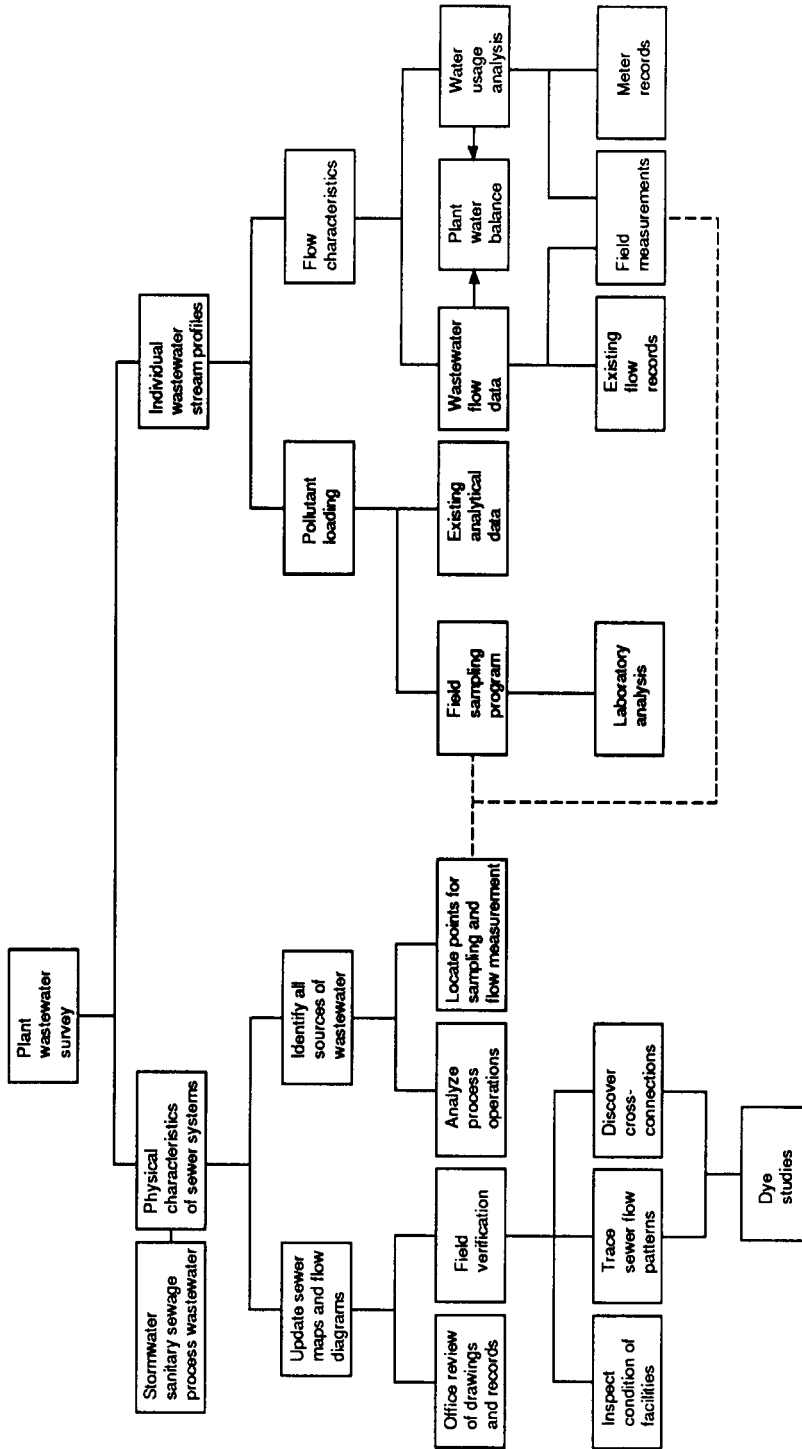 Plant
wastewater
survey
Stormwater
sanitary sewage
process wastewater
Physical
characteristics
of sewer systems
Individual
wastewater
stream profiles
Update sewer
maps and flow
diagrams
Identify all
sources of
wastewater
Pollutant
loading
Flow
characteristics
Office review
of drawings
and records
Field
verification
Analyze
process
operations
Locate points for
sampling and
flow measurement
Field
sampling
program
Existing
analytical
data
Wastewater
flow
data
Plant
water
balance
Water
usage
analysis
Inspect
condition of
facilities
Trace
sewer flow
patterns
Discover
cross-
connections
Laboratory
analysis
Existing
flow
records
Field
measurements
Meter
records
Dye
studies